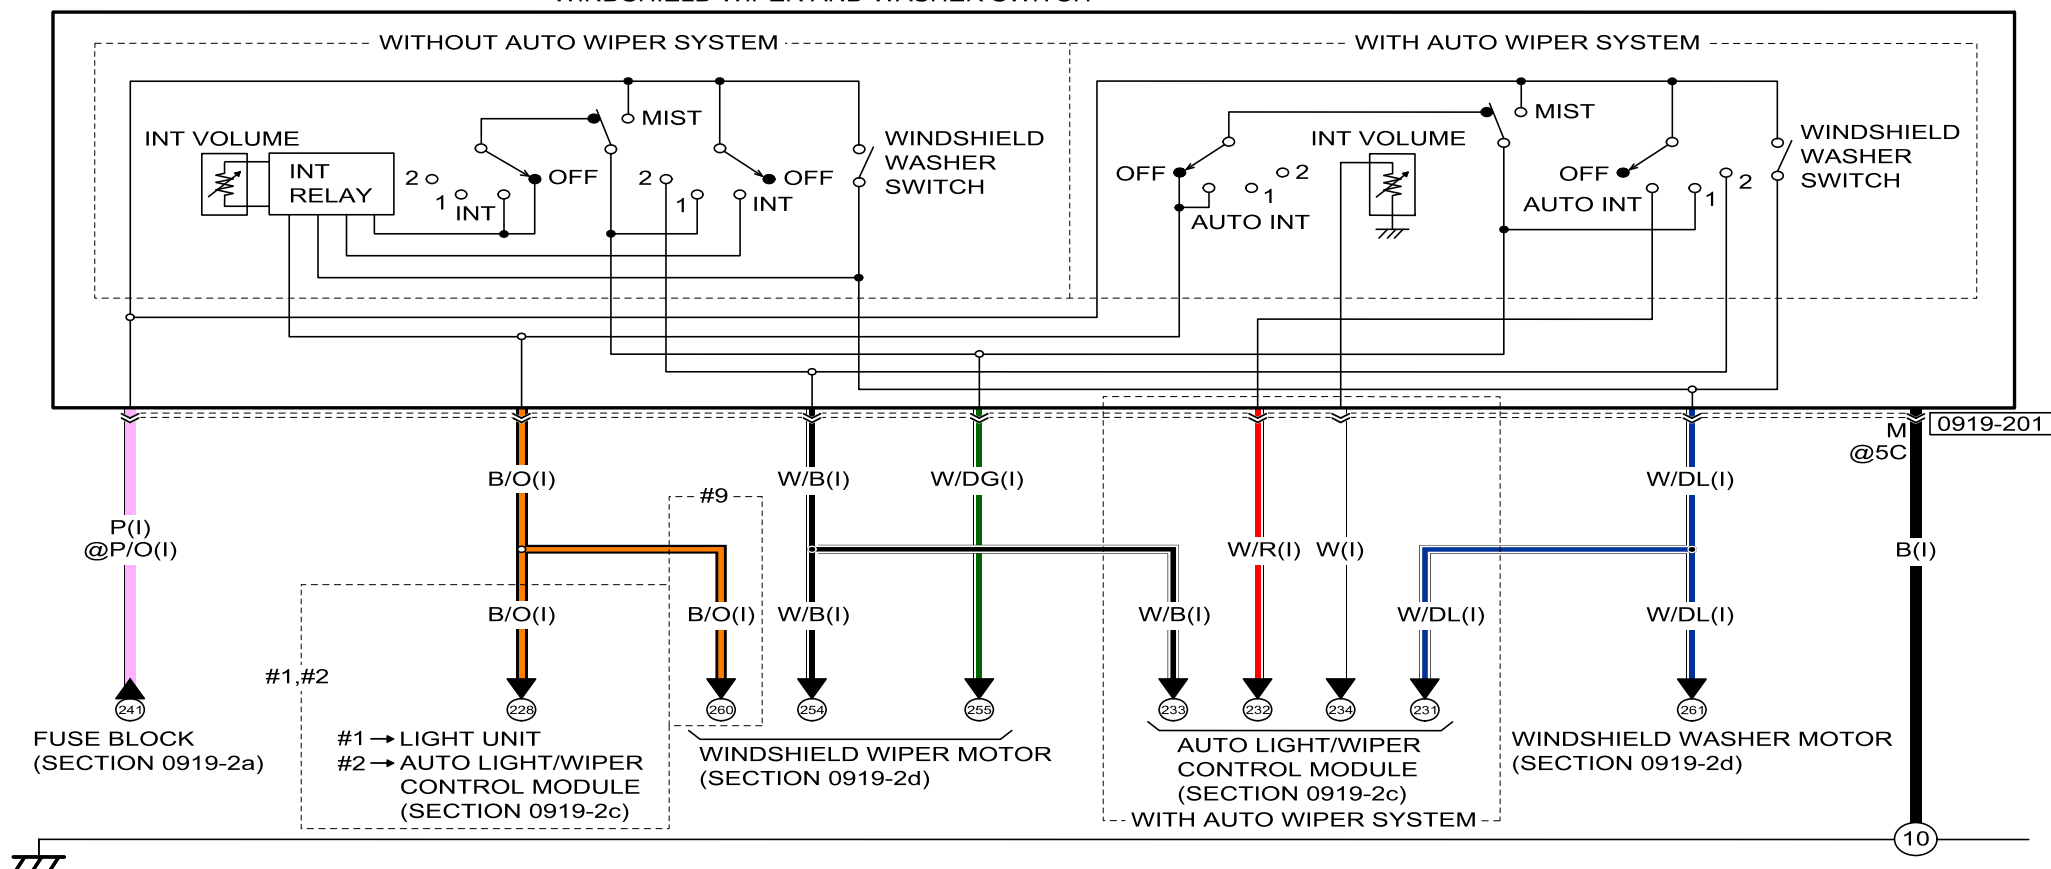 WINDSHIELD WIPER AND WASHER SWITCH
WITHOUT AUTO WIPER SYSTEM
WITH AUTO WIPER SYSTEM
INT VOLUME
INT
RELAY
2
1
INT
OFF
MIST
2
1
INT
OFF
WINDSHIELD
WASHER
SWITCH
OFF
AUTO INT
1
2
INT VOLUME
MIST
OFF
AUTO INT
1
2
WINDSHIELD
WASHER
SWITCH
0919-201
M
@5C
B/O(I)
W/B(I)
W/DG(I)
W/DL(I)
#9
P(I)
@P/O(I)
W/R(I)
W(I)
B(I)
B/O(I)
B/O(I)
W/B(I)
W/B(I)
W/DL(I)
W/DL(I)
#1,#2
241
228
260
254
255
233
232
234
231
261
FUSE BLOCK
(SECTION 0919-2a)
#1→LIGHT UNIT
#2→AUTO LIGHT/WIPER
CONTROL MODULE
(SECTION 0919-2c)
WINDSHIELD WIPER MOTOR
(SECTION 0919-2d)
AUTO LIGHT/WIPER
CONTROL MODULE
(SECTION 0919-2c)
WITH AUTO WIPER SYSTEM
WINDSHIELD WASHER MOTOR
(SECTION 0919-2d)
10